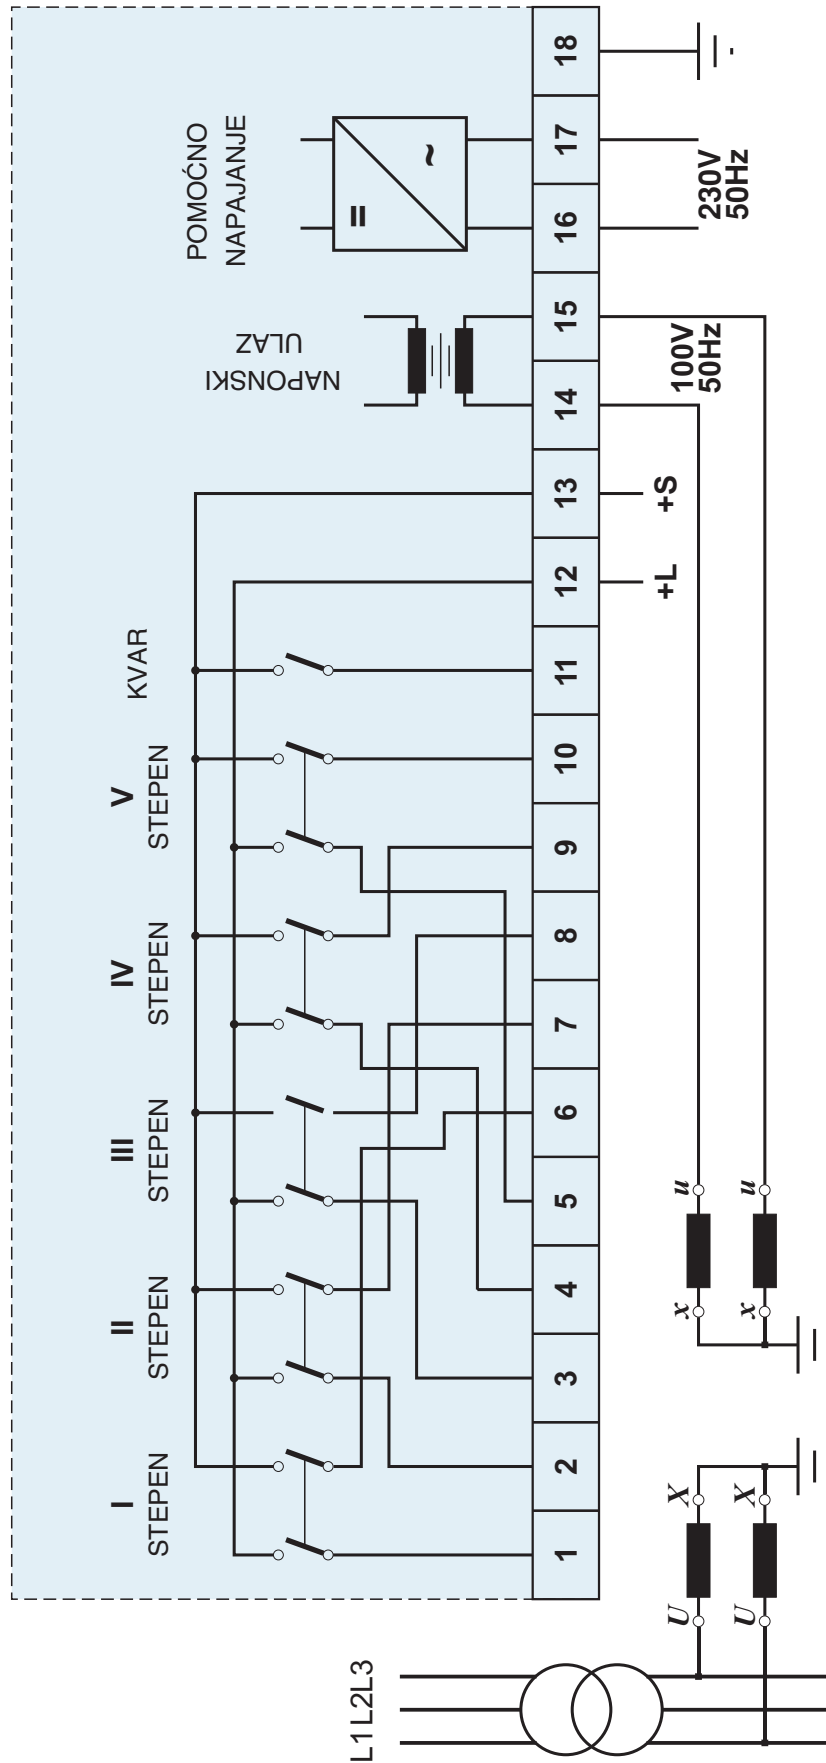 I
STEPEN
II
STEPEN
III
STEPEN
IV
STEPEN
V
STEPEN
KVAR
NAPONSKI
ULAZ
POMOĆNO
NAPAJANJE
=
~
1
2
3
4
5
6
7
8
9
10
11
12
13
14
15
16
17
18
+L
+S
100V
50Hz
230V
50Hz
-
L1L2L3
U
X
x
u
U
X
x
u